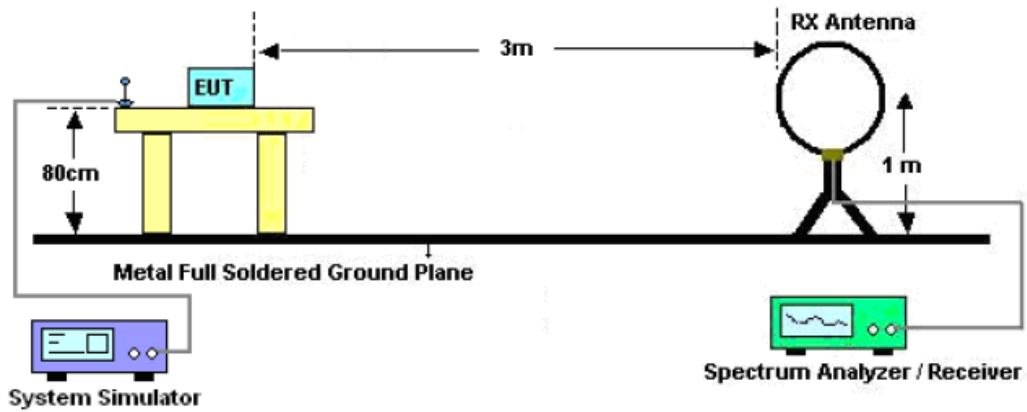 RX Antenna
3m
EUT
80cm
1 m
Metal Full Soldered Ground Plane
System Simulator
Spectrum Analyzer / Receiver